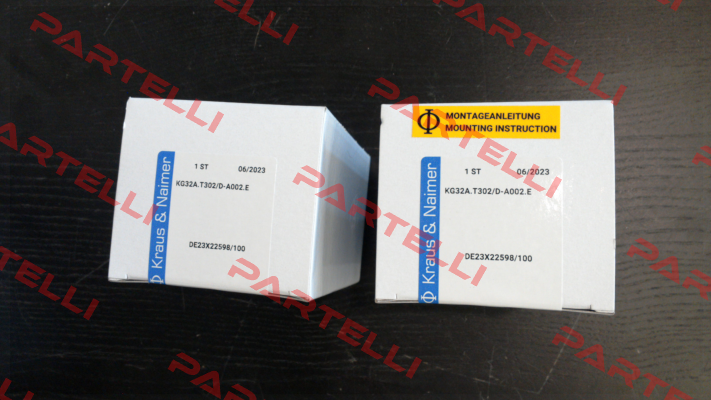 1 ST 06/2023
KG32A.T302/D-A002.E
DE23X22598/100
Kraus & Naimer
MONTAGEANLEITUNG
MOUNTING INSTRUCTION
1 ST 06/2023
KG32A.T302/D-A002.E
DE23X22598/100
Kraus & Naimer
PARTELLI
PARTELLI
PARTELLI
PARTELLI
PARTELLI
PARTELLI
PARTELLI